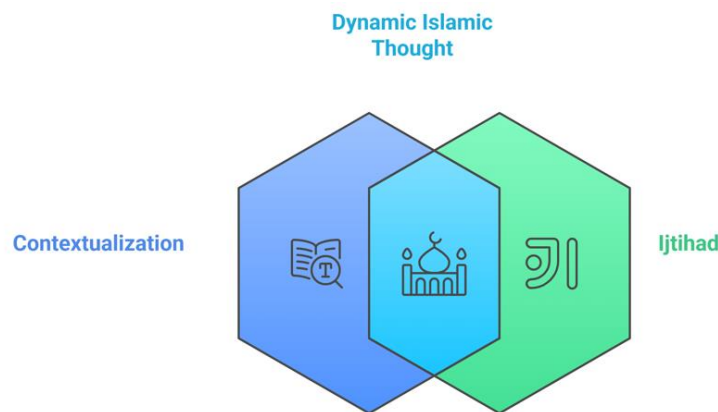 Dynamic Islamic
Thought
Contextualization
Ijtihad
T